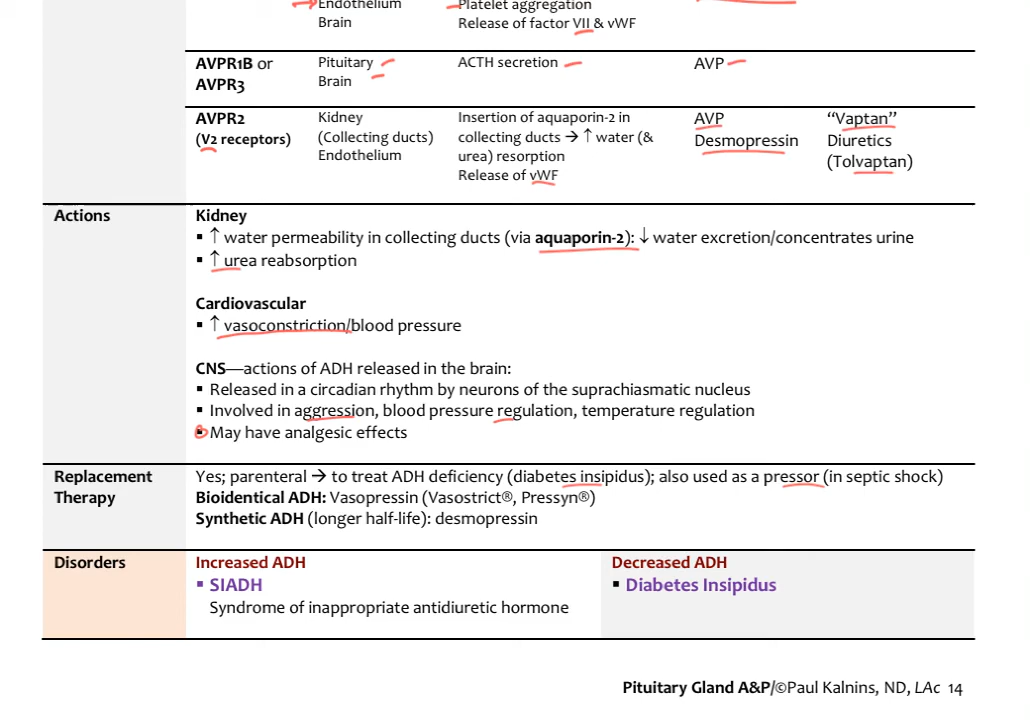 Endothelium Platelet aggregation
Brain Release of factor VII & vWF
AVPR1B or Pituitary ACTH secretion AVP
AVPR3 Brain
AVPR2 Kidney Insertion of aquaporin-2 in AVP “Vaptan”
(V2 receptors) (Collecting ducts) collecting ducts → ↑ water (& Desmopressin Diuretics
Endothelium urea) resorption (Tolvaptan)
Release of vWF
Actions Kidney
▪ ↑ water permeability in collecting ducts (via aquaporin-2): ↓ water excretion/concentrates urine
▪ ↑ urea reabsorption
Cardiovascular
▪ ↑ vasoconstriction/blood pressure
CNS—actions of ADH released in the brain:
▪ Released in a circadian rhythm by neurons of the suprachiasmatic nucleus
▪ Involved in aggression, blood pressure regulation, temperature regulation
▪ May have analgesic effects
Replacement Yes; parenteral → to treat ADH deficiency (diabetes insipidus); also used as a pressor (in septic shock)
Therapy Bioidentical ADH: Vasopressin (Vasostrict®, Pressyn®)
Synthetic ADH (longer half-life): desmopressin
Disorders Increased ADH Decreased ADH
▪ SIADH ▪ Diabetes Insipidus
Syndrome of inappropriate antidiuretic hormone
Pituitary Gland A&P/©Paul Kalnins, ND, LAc 14